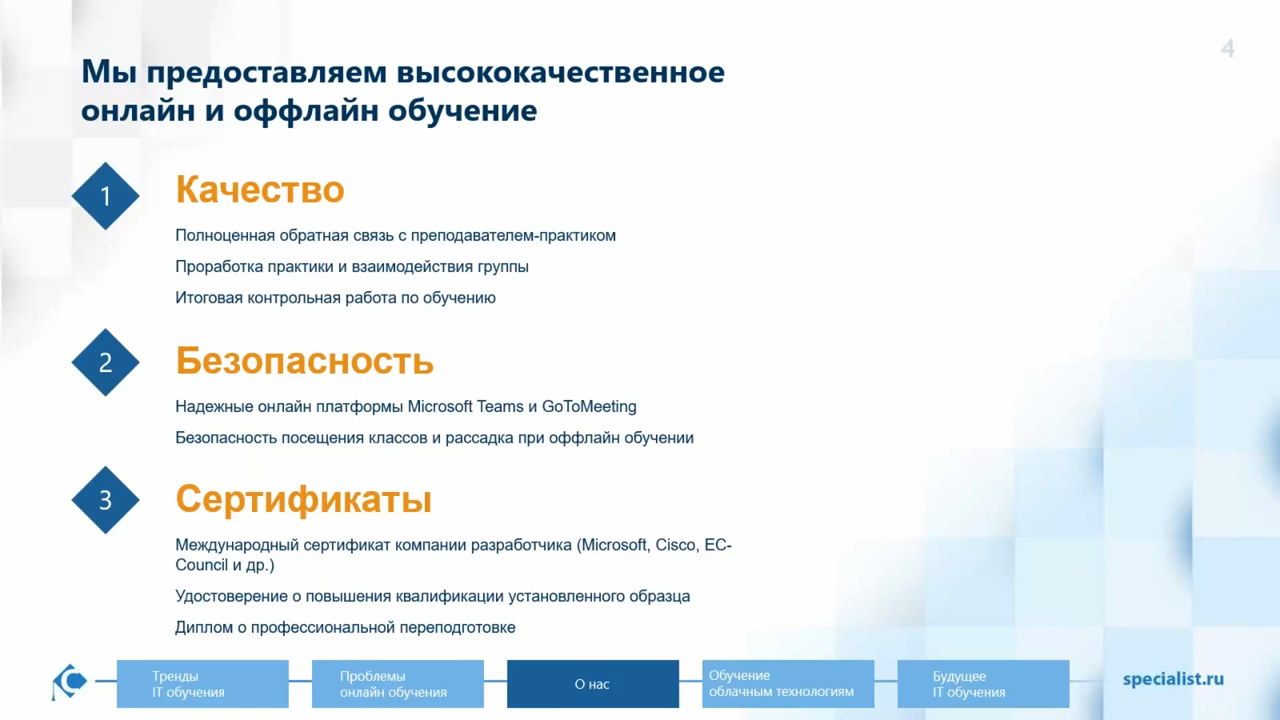 4
Мы предоставляем высококачественное
онлайн и оффлайн обучение
1
Качество
Полноценная обратная связь с преподавателем-практиком
Проработка практики и взаимодействия группы
Итоговая контрольная работа по обучению
2
Безопасность
Надежные онлайн платформы Microsoft Teams и GoToMeeting
Безопасность посещения классов и рассадка при оффлайн обучении
3
Сертификаты
Международный сертификат компании разработчика (Microsoft, Cisco, EC-
Council и др.)
Удостоверение о повышения квалификации установленного образца
Диплом о профессиональной переподготовке
Тренды
IT обучения
Проблемы
онлайн обучения
О нас
Обучение
облачным технологиям
Будущее
IT обучения
specialist.ru